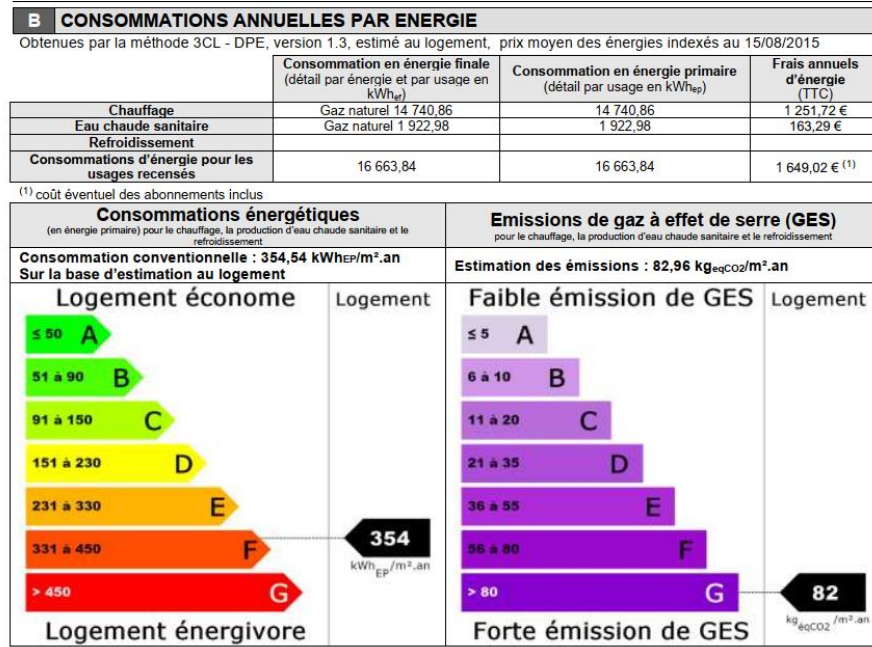 B CONSOMMATIONS ANNUELLES PAR ENERGIE
Obtenues par la méthode 3CL - DPE, version 1.3, estimé au logement, prix moyen des énergies indexés au 15/08/2015
Consommation en énergie finale
(détail par énergie et par usage en
kWhef)
Consommation en énergie primaire
(détail par usage en kWhep)
Frais annuels
d'énergie
(TTC)
Chauffage Gaz naturel 14 740,86 14 740,86 1 251,72 €
Eau chaude sanitaire Gaz naturel 1 922,98 1 922,98 163,29 €
Refroidissement
Consommations d'énergie pour les
usages recensés
16 663,84 16 663,84 1 649,02 € (1)
(1) coût éventuel des abonnements inclus
Consommations énergétiques
(en énergie primaire) pour le chauffage, la production d'eau chaude sanitaire et le
refroidissement
Consommation conventionnelle : 354,54 kWhEP/m².an
Sur la base d'estimation au logement
Logement économe Logement
≤ 50 A
51 à 90 B
91 à 150 C
151 à 230 D
231 à 330 E
331 à 450 F
354
kWhEP/m².an
> 450 G
Logement énergivore
Emissions de gaz à effet de serre (GES)
pour le chauffage, la production d'eau chaude sanitaire et le refroidissement
Estimation des émissions : 82,96 kgeqCO2/m².an
Faible émission de GES Logement
≤ 5 A
6 à 10 B
11 à 20 C
21 à 35 D
36 à 55 E
56 à 80 F
> 80 G
82
kgéqCO2/m².an
Forte émission de GES